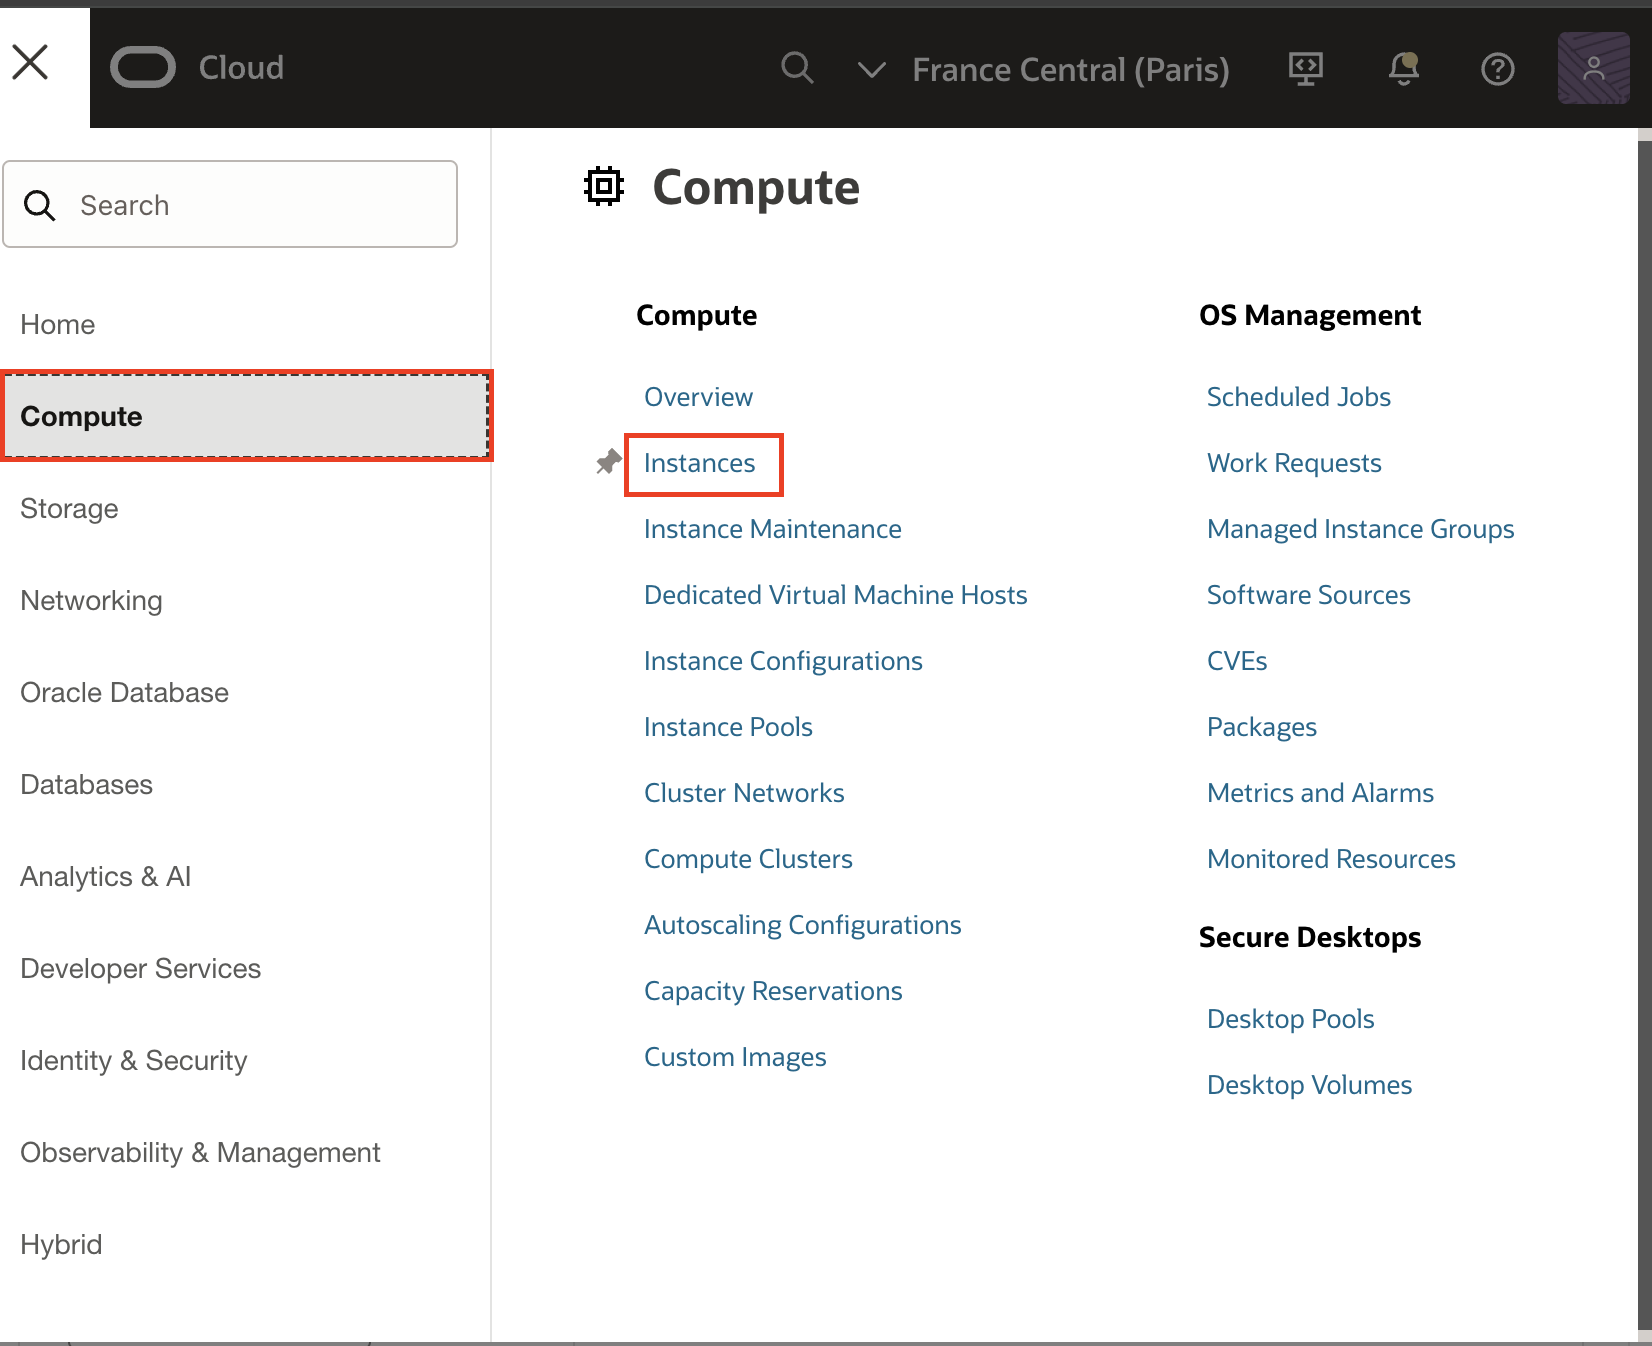 Cloud
France Central (Paris)
Search
Home
Compute
Storage
Networking
Oracle Database
Databases
Analytics & AI
Developer Services
Identity & Security
Observability & Management
Hybrid
Compute
Compute
Overview
Instances
Instance Maintenance
Dedicated Virtual Machine Hosts
Instance Configurations
Instance Pools
Cluster Networks
Compute Clusters
Autoscaling Configurations
Capacity Reservations
Custom Images
OS Management
Scheduled Jobs
Work Requests
Managed Instance Groups
Software Sources
CVEs
Packages
Metrics and Alarms
Monitored Resources
Secure Desktops
Desktop Pools
Desktop Volumes